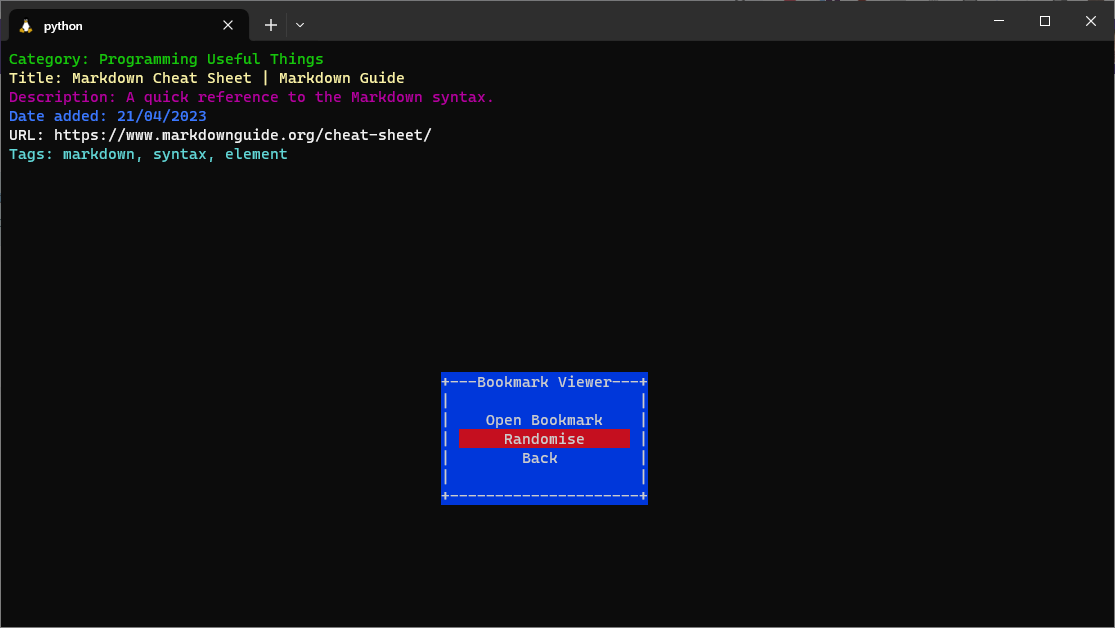 python
Category: Programming Useful Things
Title: Markdown Cheat Sheet | Markdown Guide
Description: A quick reference to the Markdown syntax.
Date added: 21/04/2023
URL: https://www.markdownguide.org/cheat-sheet/
Tags: markdown, syntax, element
+---Bookmark Viewer---+
Open Bookmark
Randomise
Back